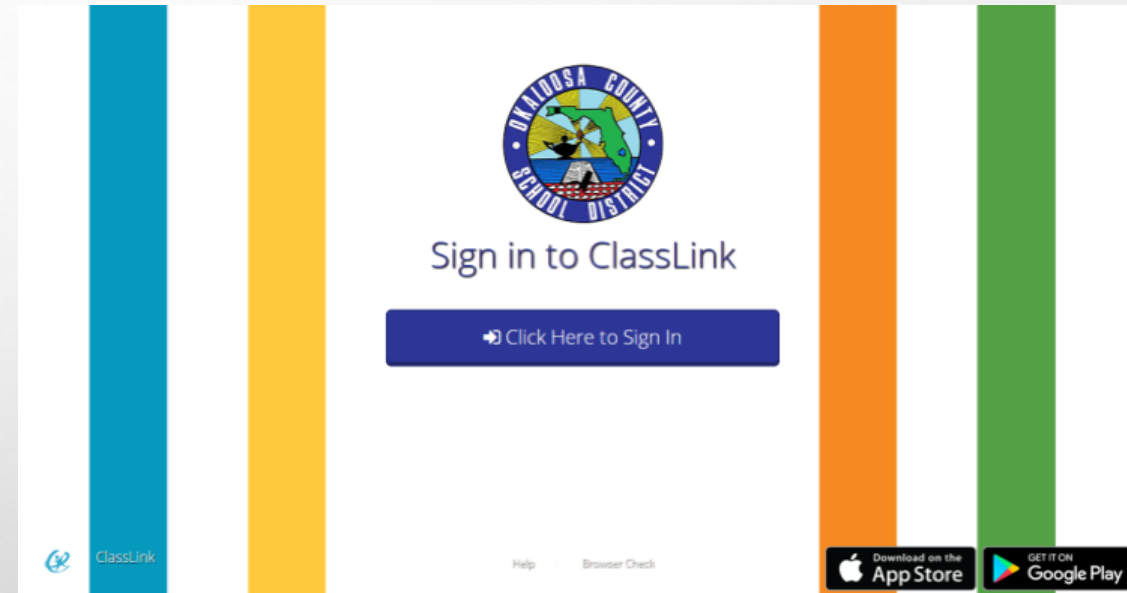 OKALOOSA COUNTY
SCHOOL DISTRICT
Sign in to ClassLink
Click Here to Sign In
ClassLink
Help
Browser Check
Download on the
App Store
GET IT ON
Google Play